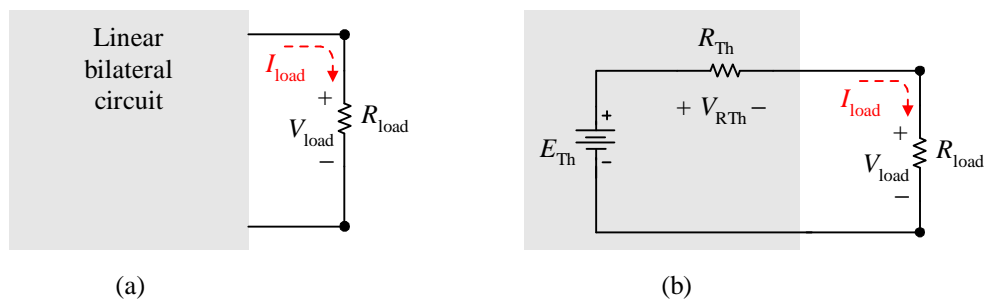 Linear
bilateral
circuit
I_load
+
V_load
R_load
−
(a)
R_Th
+ V_RTh −
I_load
+
E_Th
-
+
V_load
R_load
−
(b)